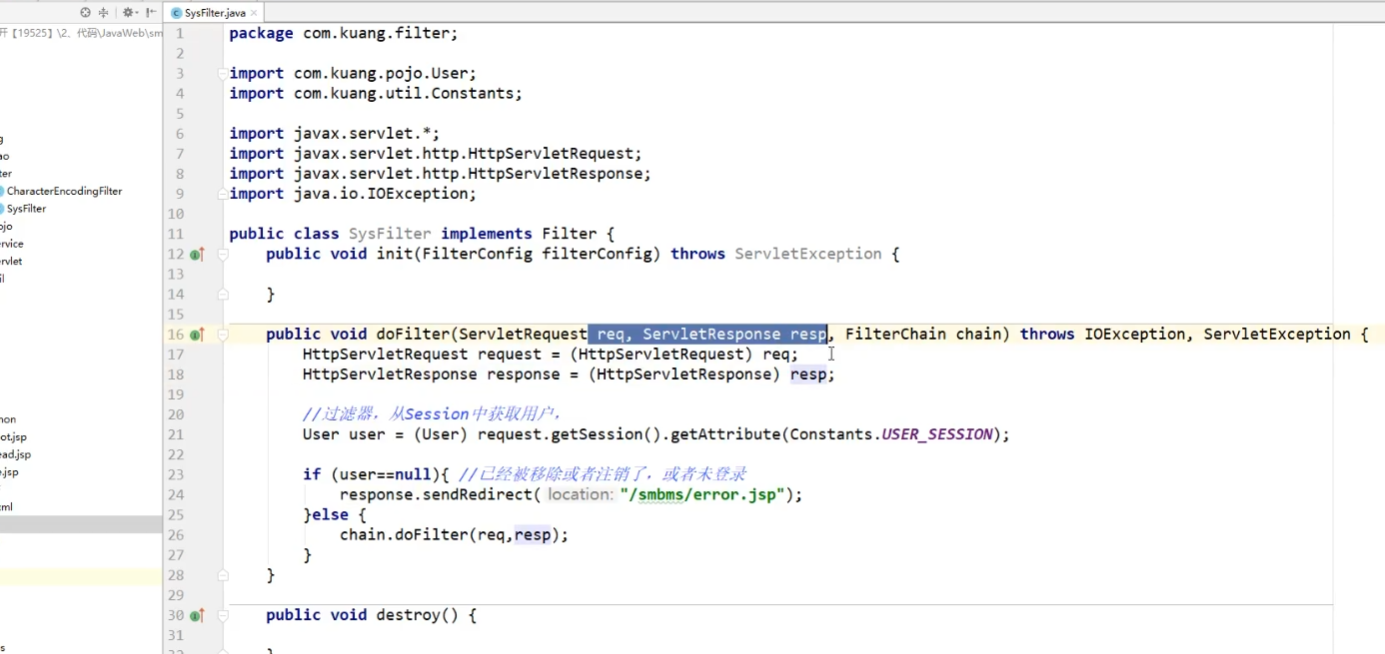 SysFilter.java
开【19525】\2、代码\JavaWeb\sm
CharacterEncodingFilter
SysFilter
ojo
rvice
rvlet
il
non
ot.jsp
ead.jsp
e.jsp
xml
s
1 package com.kuang.filter;
2
3 import com.kuang.pojo.User;
4 import com.kuang.util.Constants;
5
6 import javax.servlet.*;
7 import javax.servlet.http.HttpServletRequest;
8 import javax.servlet.http.HttpServletResponse;
9 import java.io.IOException;
10
11 public class SysFilter implements Filter {
12 public void init(FilterConfig filterConfig) throws ServletException {
13
14 }
15
16 public void doFilter(ServletRequest req, ServletResponse resp, FilterChain chain) throws IOException, ServletException {
17 HttpServletRequest request = (HttpServletRequest) req;
18 HttpServletResponse response = (HttpServletResponse) resp;
19
20 //过滤器，从Session中获取用户，
21 User user = (User) request.getSession().getAttribute(Constants.USER_SESSION);
22
23 if (user==null){ //已经被移除或者注销了，或者未登录
24 response.sendRedirect( location: "/smbms/error.jsp");
25 }else {
26 chain.doFilter(req,resp);
27 }
28 }
29
30 public void destroy() {
31